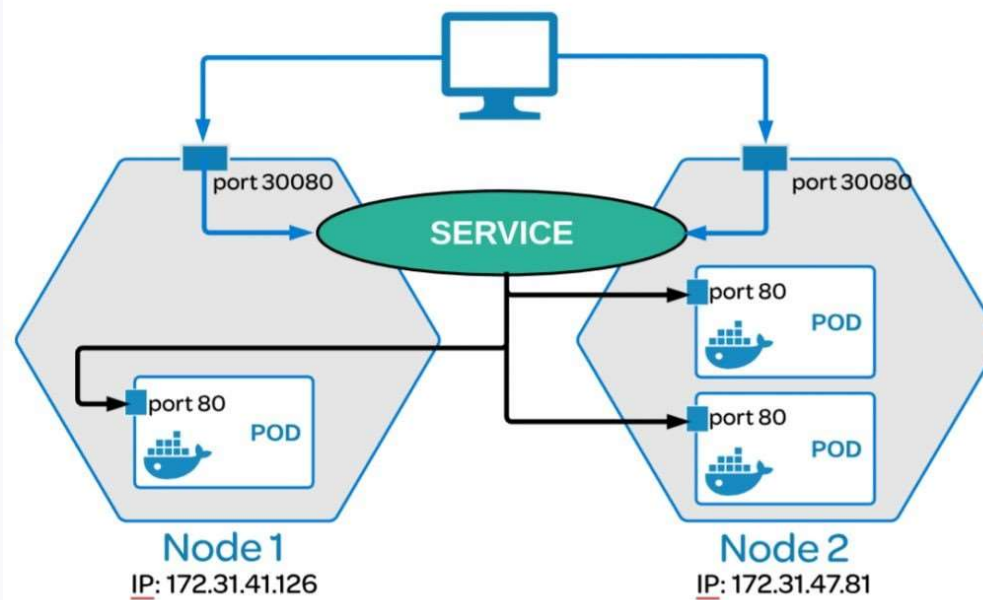 port 30080
port 30080
SERVICE
port 80
POD
port 80
POD
port 80
POD
Node 1
IP: 172.31.41.126
Node 2
IP: 172.31.47.81